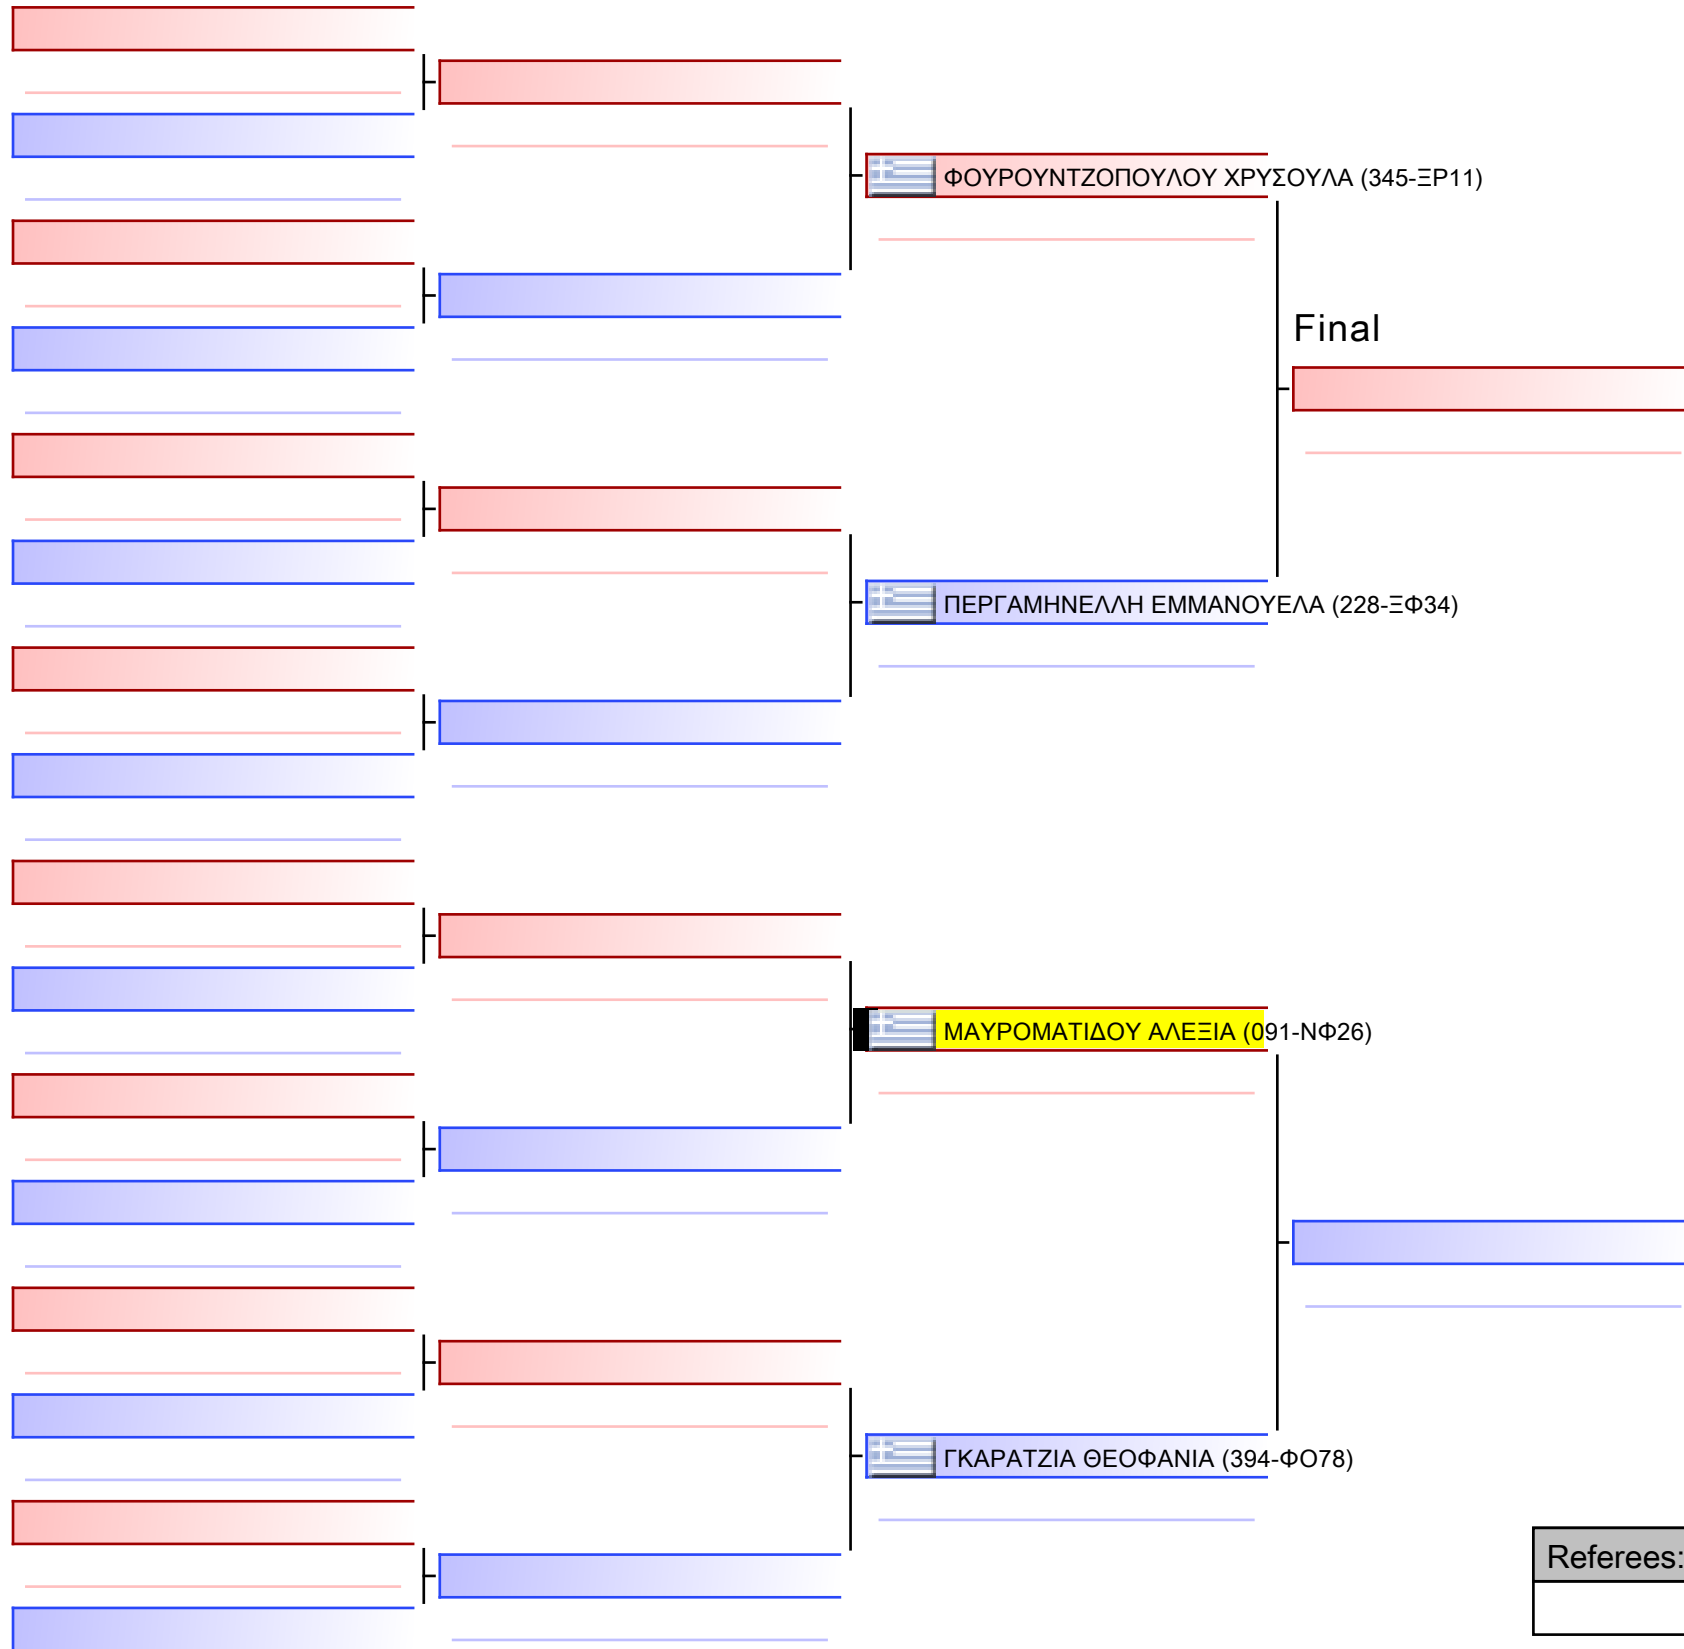 ΦΟΥΡΟΥΝΤΖΟΠΟΥΛΟΥ ΧΡΥΣΟΥΛΑ (345-ΞΡ11)
Final
ΠΕΡΓΑΜΗΝΕΛΛΗ ΕΜΜΑΝΟΥΕΛΑ (228-ΞΦ34)
ΜΑΥΡΟΜΑΤΙΔΟΥ ΑΛΕΞΙΑ (091-ΝΦ26)
ΓΚΑΡΑΤΖΙΑ ΘΕΟΦΑΝΙΑ (394-ΦΟ78)
Referees: